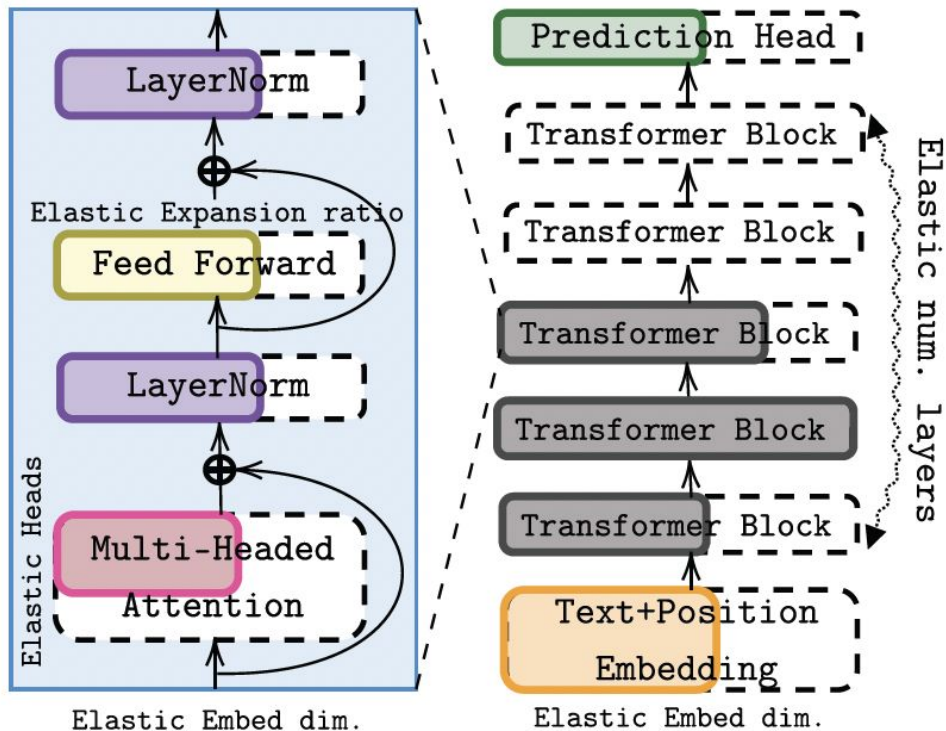 LayerNorm
Elastic Expansion ratio
Feed Forward
LayerNorm
Elastic Heads
Multi-Headed
Attention
Elastic Embed dim.
Prediction Head
Transformer Block
Transformer Block
Transformer Block
Transformer Block
Transformer Block
Text+Position
Embedding
Elastic Embed dim.
Elastic num. layers